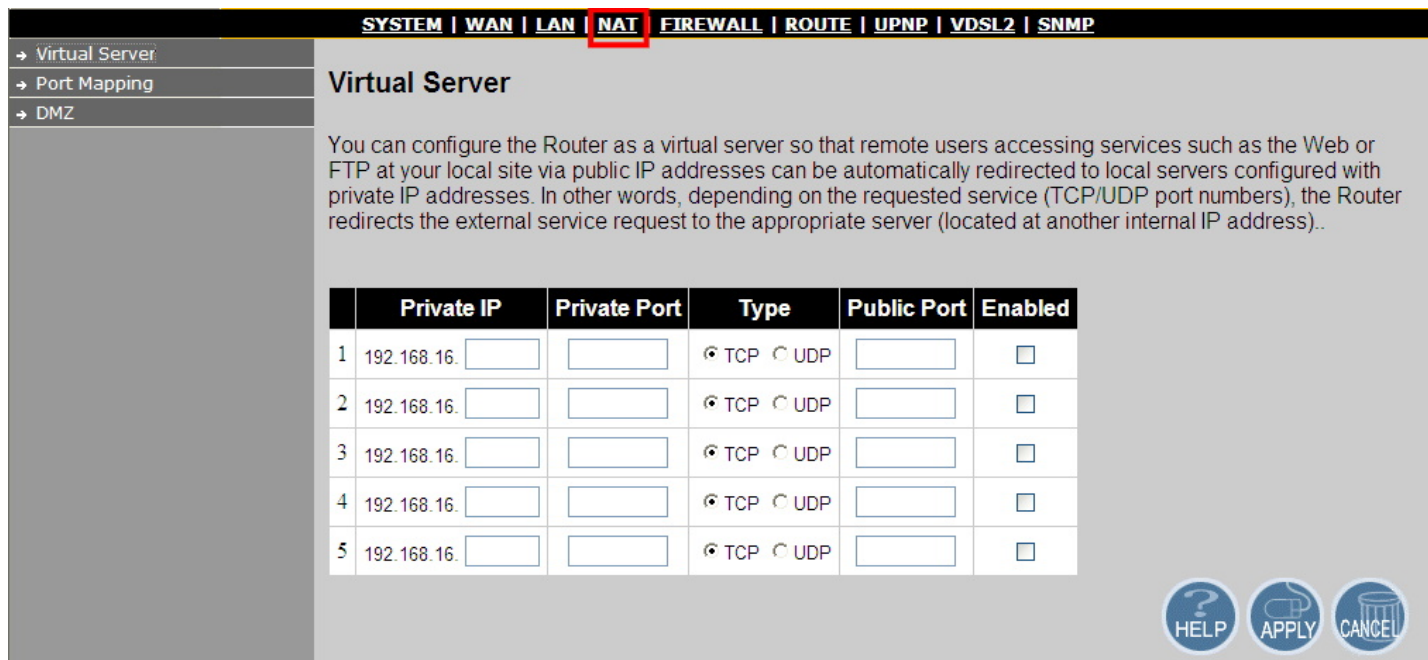 SYSTEM | WAN | LAN | NAT | FIREWALL | ROUTE | UPNP | VDSL2 | SNMP
→ Virtual Server
→ Port Mapping
→ DMZ
Virtual Server
You can configure the Router as a virtual server so that remote users accessing services such as the Web or
FTP at your local site via public IP addresses can be automatically redirected to local servers configured with
private IP addresses. In other words, depending on the requested service (TCP/UDP port numbers), the Router
redirects the external service request to the appropriate server (located at another internal IP address)..
Private IP Private Port Type Public Port Enabled
1 192.168.16. TCP UDP
2 192.168.16. TCP UDP
3 192.168.16. TCP UDP
4 192.168.16. TCP UDP
5 192.168.16. TCP UDP
HELP APPLY CANCEL